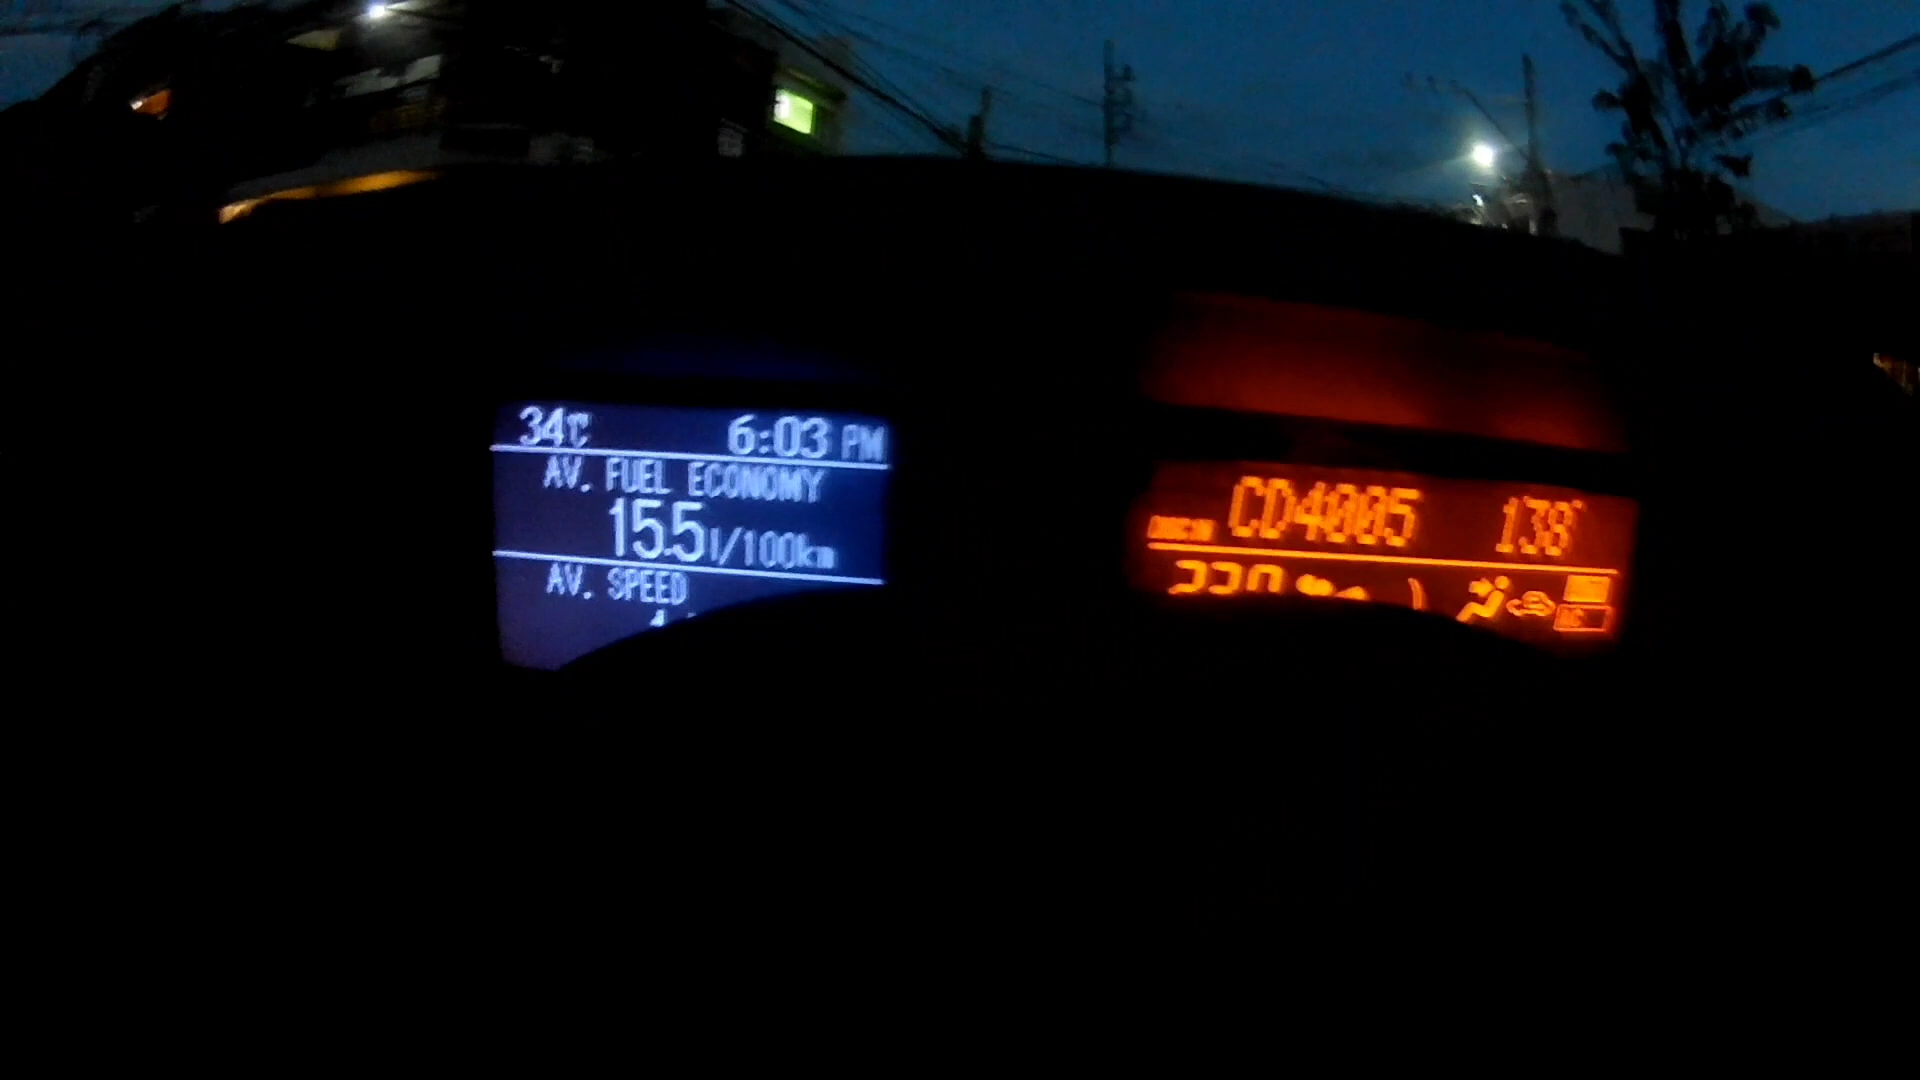 34℃ 6:03 PM
AV. FUEL ECONOMY
15.5 l/100km
AV. SPEED
CD4005 138°